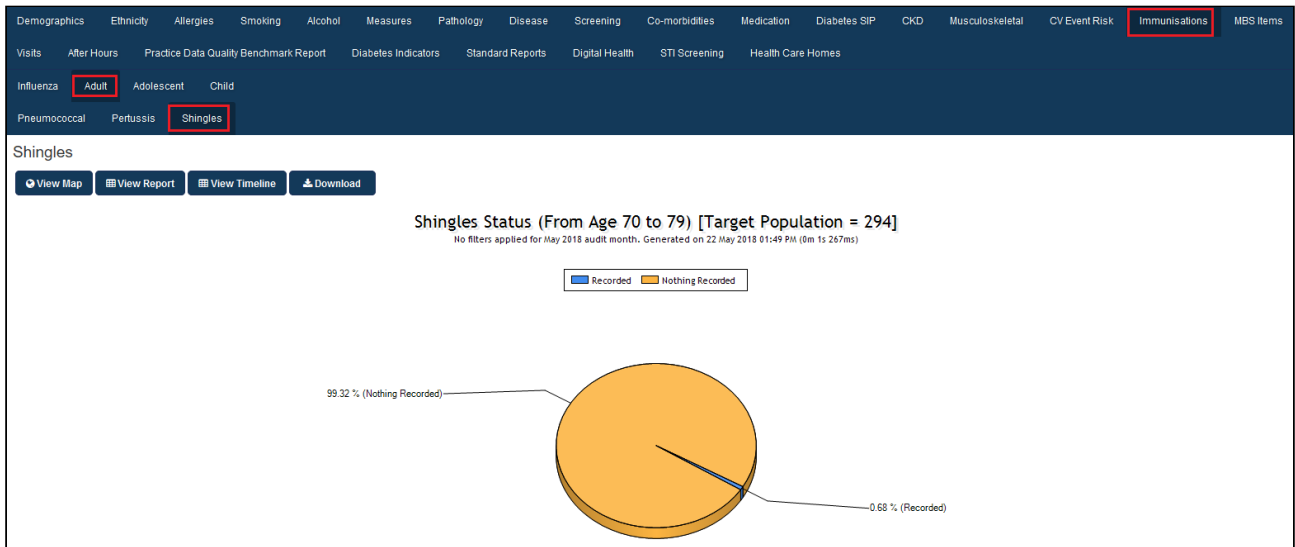 Demographics Ethnicity Allergies Smoking Alcohol Measures Pathology Disease Screening Co-morbidities Medication Diabetes SIP CKD Musculoskeletal CV Event Risk Immunisations MBS Items
Visits After Hours Practice Data Quality Benchmark Report Diabetes Indicators Standard Reports Digital Health STI Screening Health Care Homes
Influenza Adult Adolescent Child
Pneumococcal Pertussis Shingles
Shingles
View Map View Report View Timeline Download
Shingles Status (From Age 70 to 79) [Target Population = 294]
No filters applied for May 2018 audit month. Generated on 22 May 2018 01:49 PM (0m 1s 267ms)
Recorded Nothing Recorded
99.32 % (Nothing Recorded)
0.68 % (Recorded)